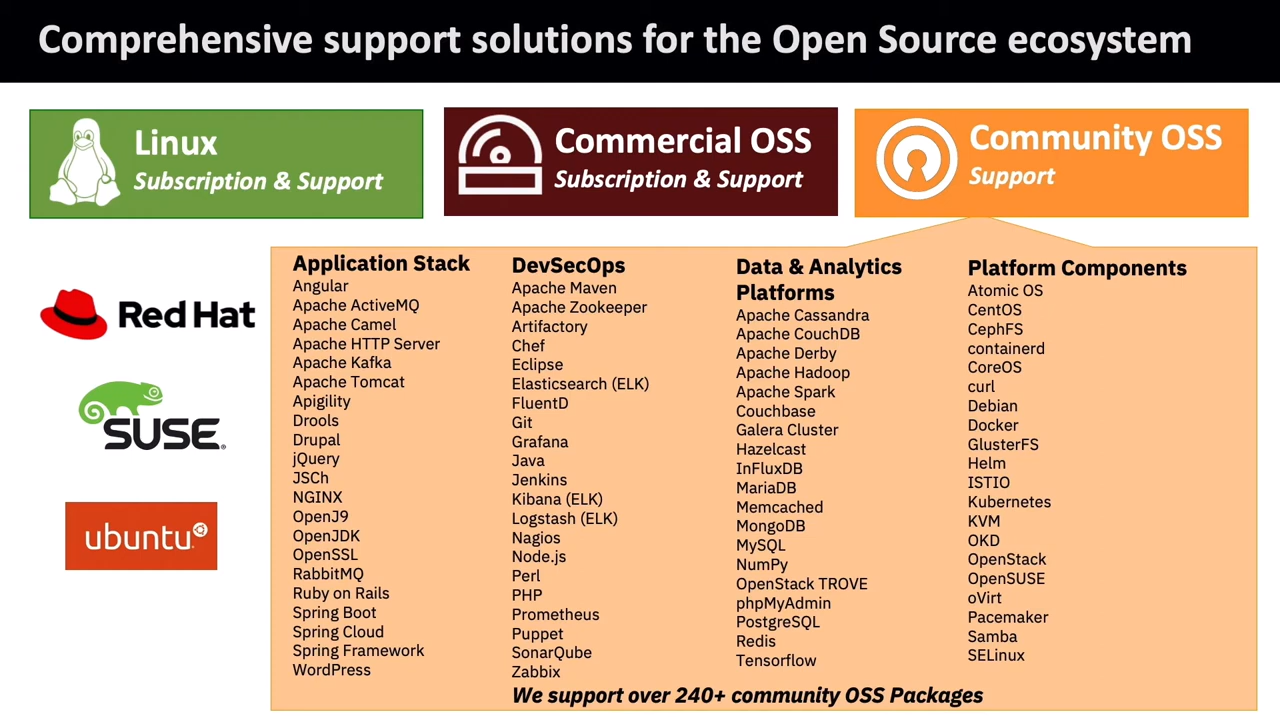 Comprehensive support solutions for the Open Source ecosystem
Linux
Subscription & Support
Commercial OSS
Subscription & Support
Community OSS
Support
Red Hat
SUSE
ubuntu
Application Stack
Angular
Apache ActiveMQ
Apache Camel
Apache HTTP Server
Apache Kafka
Apache Tomcat
Apigility
Drools
Drupal
jQuery
JSCh
NGINX
OpenJ9
OpenJDK
OpenSSL
RabbitMQ
Ruby on Rails
Spring Boot
Spring Cloud
Spring Framework
WordPress
DevSecOps
Apache Maven
Apache Zookeeper
Artifactory
Chef
Eclipse
Elasticsearch (ELK)
FluentD
Git
Grafana
Java
Jenkins
Kibana (ELK)
Logstash (ELK)
Nagios
Node.js
Perl
PHP
Prometheus
Puppet
SonarQube
Zabbix
Data & Analytics
Platforms
Apache Cassandra
Apache CouchDB
Apache Derby
Apache Hadoop
Apache Spark
Couchbase
Galera Cluster
Hazelcast
InFluxDB
MariaDB
Memcached
MongoDB
MySQL
NumPy
OpenStack TROVE
phpMyAdmin
PostgreSQL
Redis
Tensorflow
Platform Components
Atomic OS
CentOS
CephFS
containerd
CoreOS
curl
Debian
Docker
GlusterFS
Helm
ISTIO
Kubernetes
KVM
OKD
OpenStack
OpenSUSE
oVirt
Pacemaker
Samba
SELinux
We support over 240+ community OSS Packages